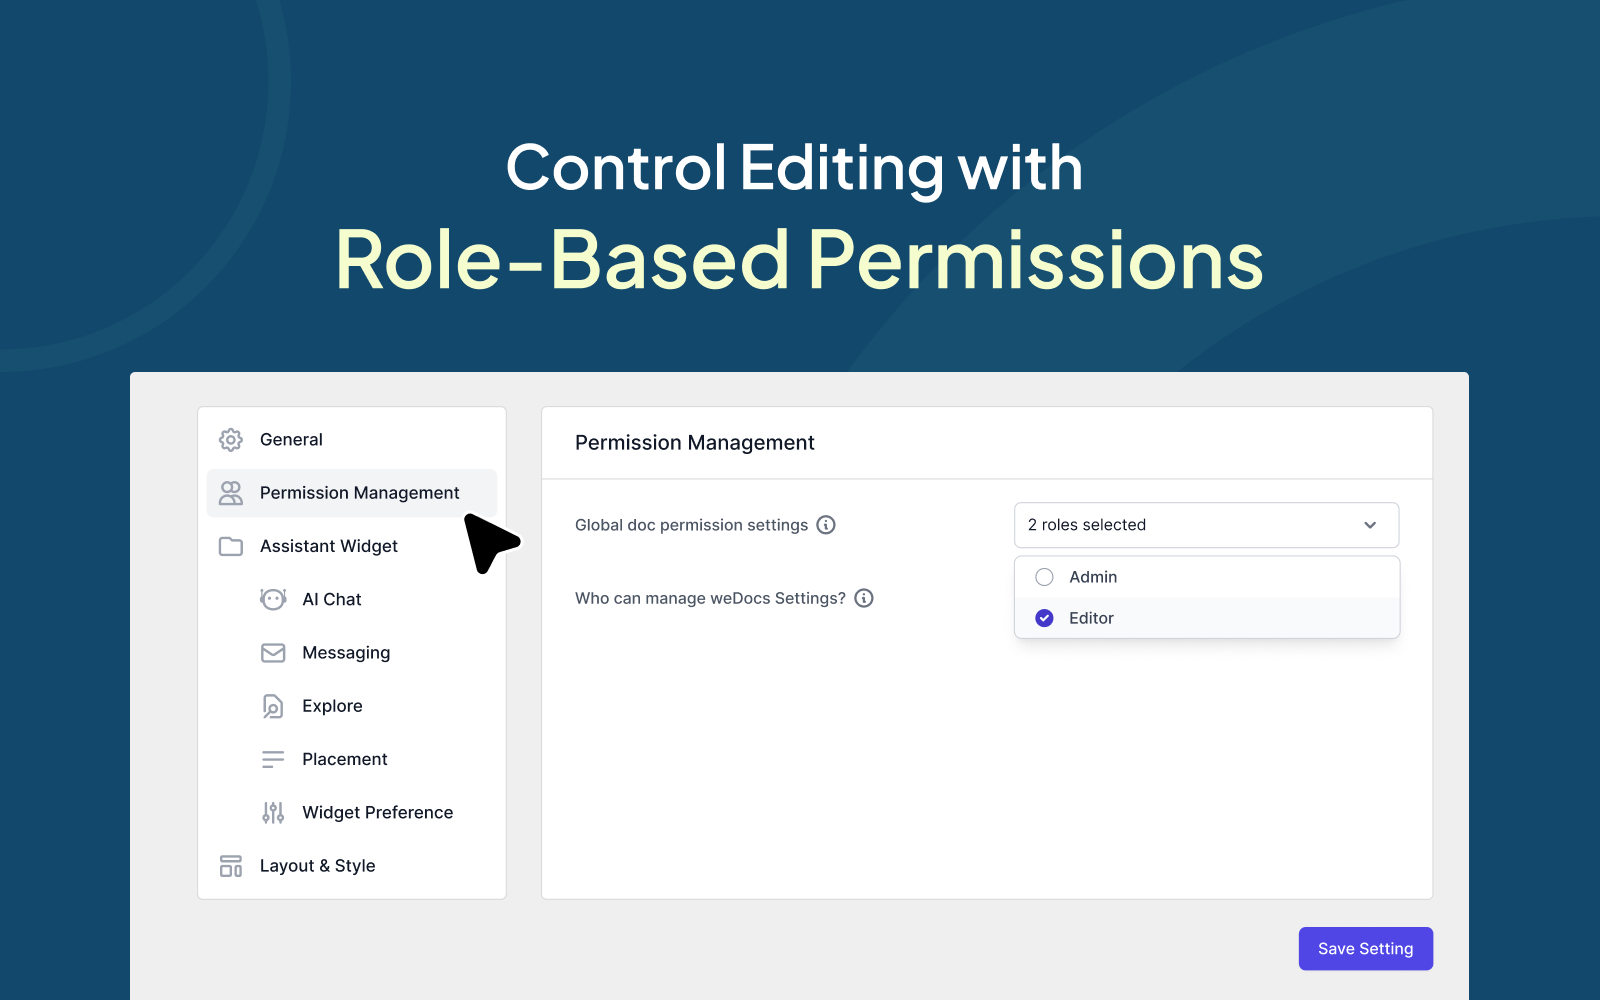 Control Editing with
Role-Based Permissions
General
Permission Management
Assistant Widget
AI Chat
Messaging
Explore
Placement
Widget Preference
Layout & Style
Permission Management
Global doc permission settings
2 roles selected
Admin
Who can manage weDocs Settings?
Editor
Save Setting